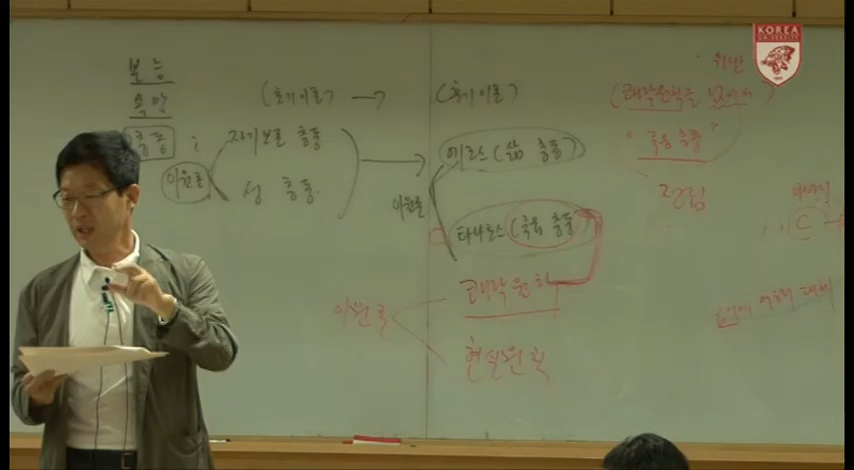 본능
욕망
충동 :
이원론
자기보존 충동
성 충동
(초기이론) →
(후기이론)
에로스 (삶 충동)
이원론
타나토스 (죽음 충동)
쾌락원칙
이원론
현실원칙
(쾌락원칙을 넘어서)
"죽음 충동"
C
KOREA
UNIVERSITY